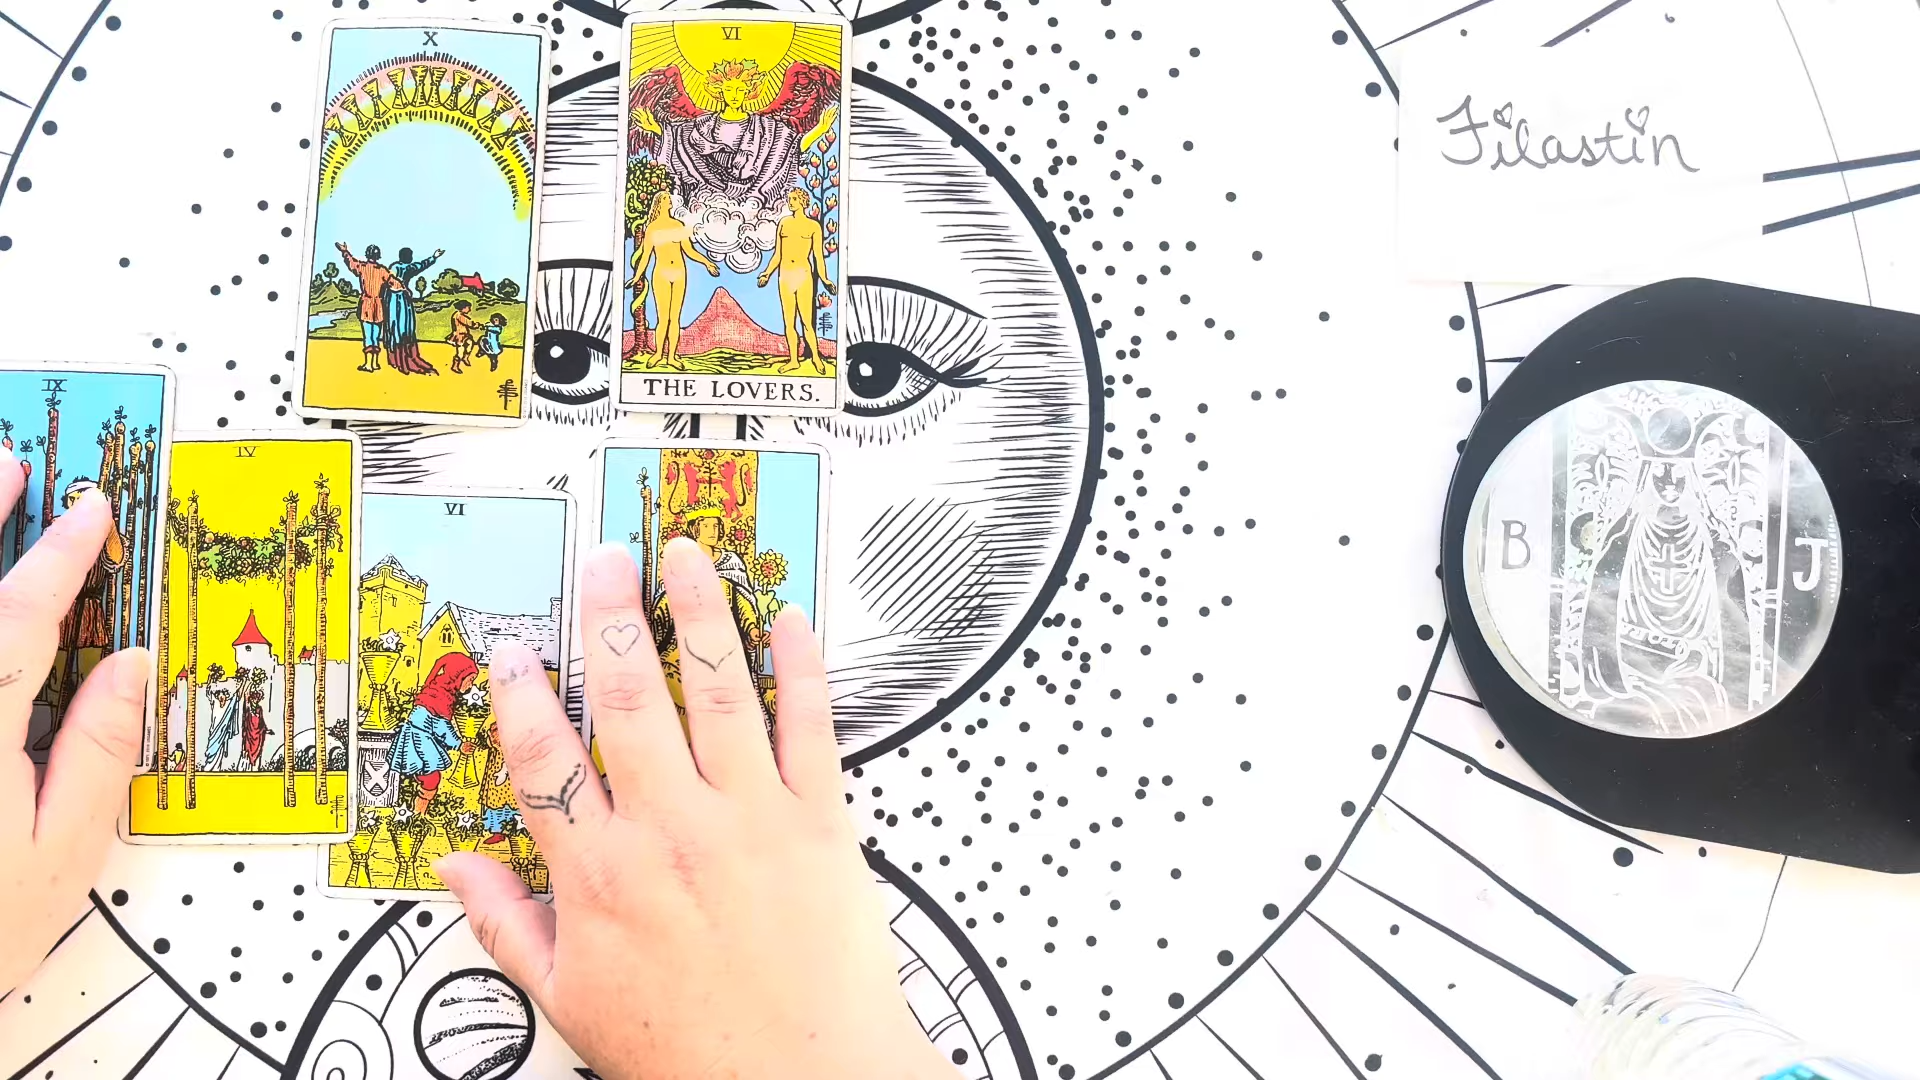 X
VI
THE LOVERS.
Filastin
IX
IV
VI
B J